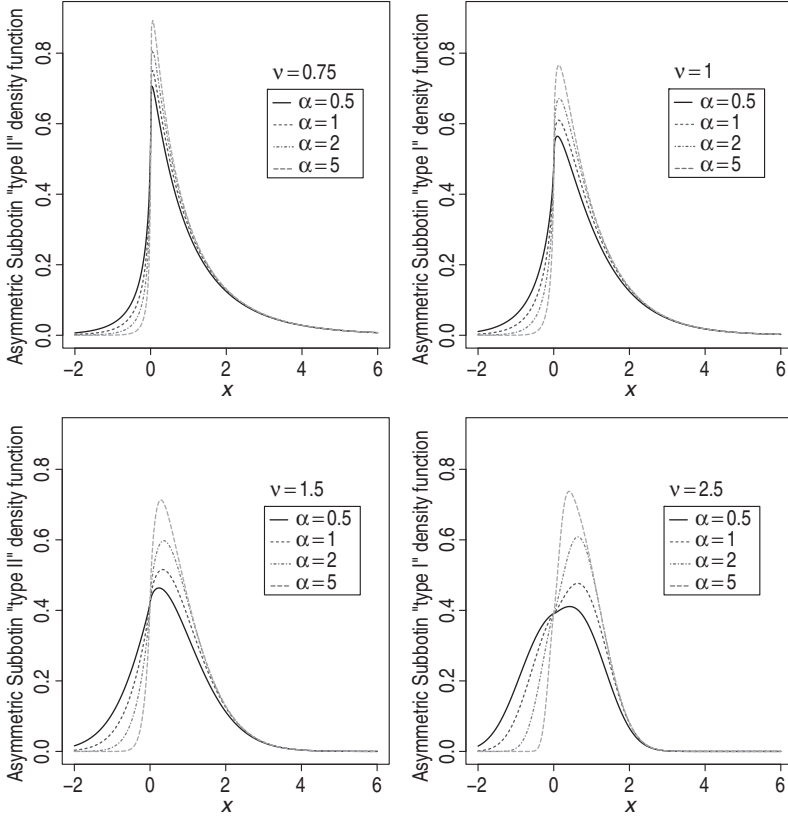 Asymmetric Subbotin "type II" density function
0.8
0.6
0.4
0.2
0.0
ν = 0.75
α = 0.5
α = 1
α = 2
α = 5
−2 0 2 4 6
x
Asymmetric Subbotin "type I" density function
0.8
0.6
0.4
0.2
0.0
ν = 1
α = 0.5
α = 1
α = 2
α = 5
−2 0 2 4 6
x
Asymmetric Subbotin "type II" density function
0.8
0.6
0.4
0.2
0.0
ν = 1.5
α = 0.5
α = 1
α = 2
α = 5
−2 0 2 4 6
x
Asymmetric Subbotin "type I" density function
0.8
0.6
0.4
0.2
0.0
ν = 2.5
α = 0.5
α = 1
α = 2
α = 5
−2 0 2 4 6
x